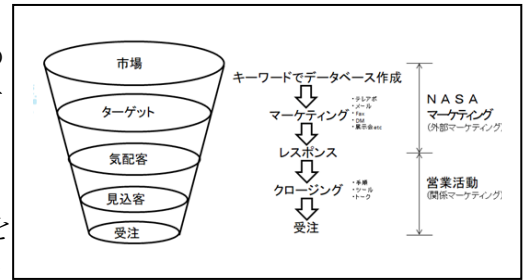 市場
ターゲット
気配客
見込客
受注
キーワードでデータベース作成
マーケティング
・テレアポ
・メール
・Fax
・DM
・展示会etc
レスポンス
クロージング
・手順
・ツール
・トーク
受注
NASA
マーケティング
(外部マーケティング)
営業活動
(関係マーケティング)
を